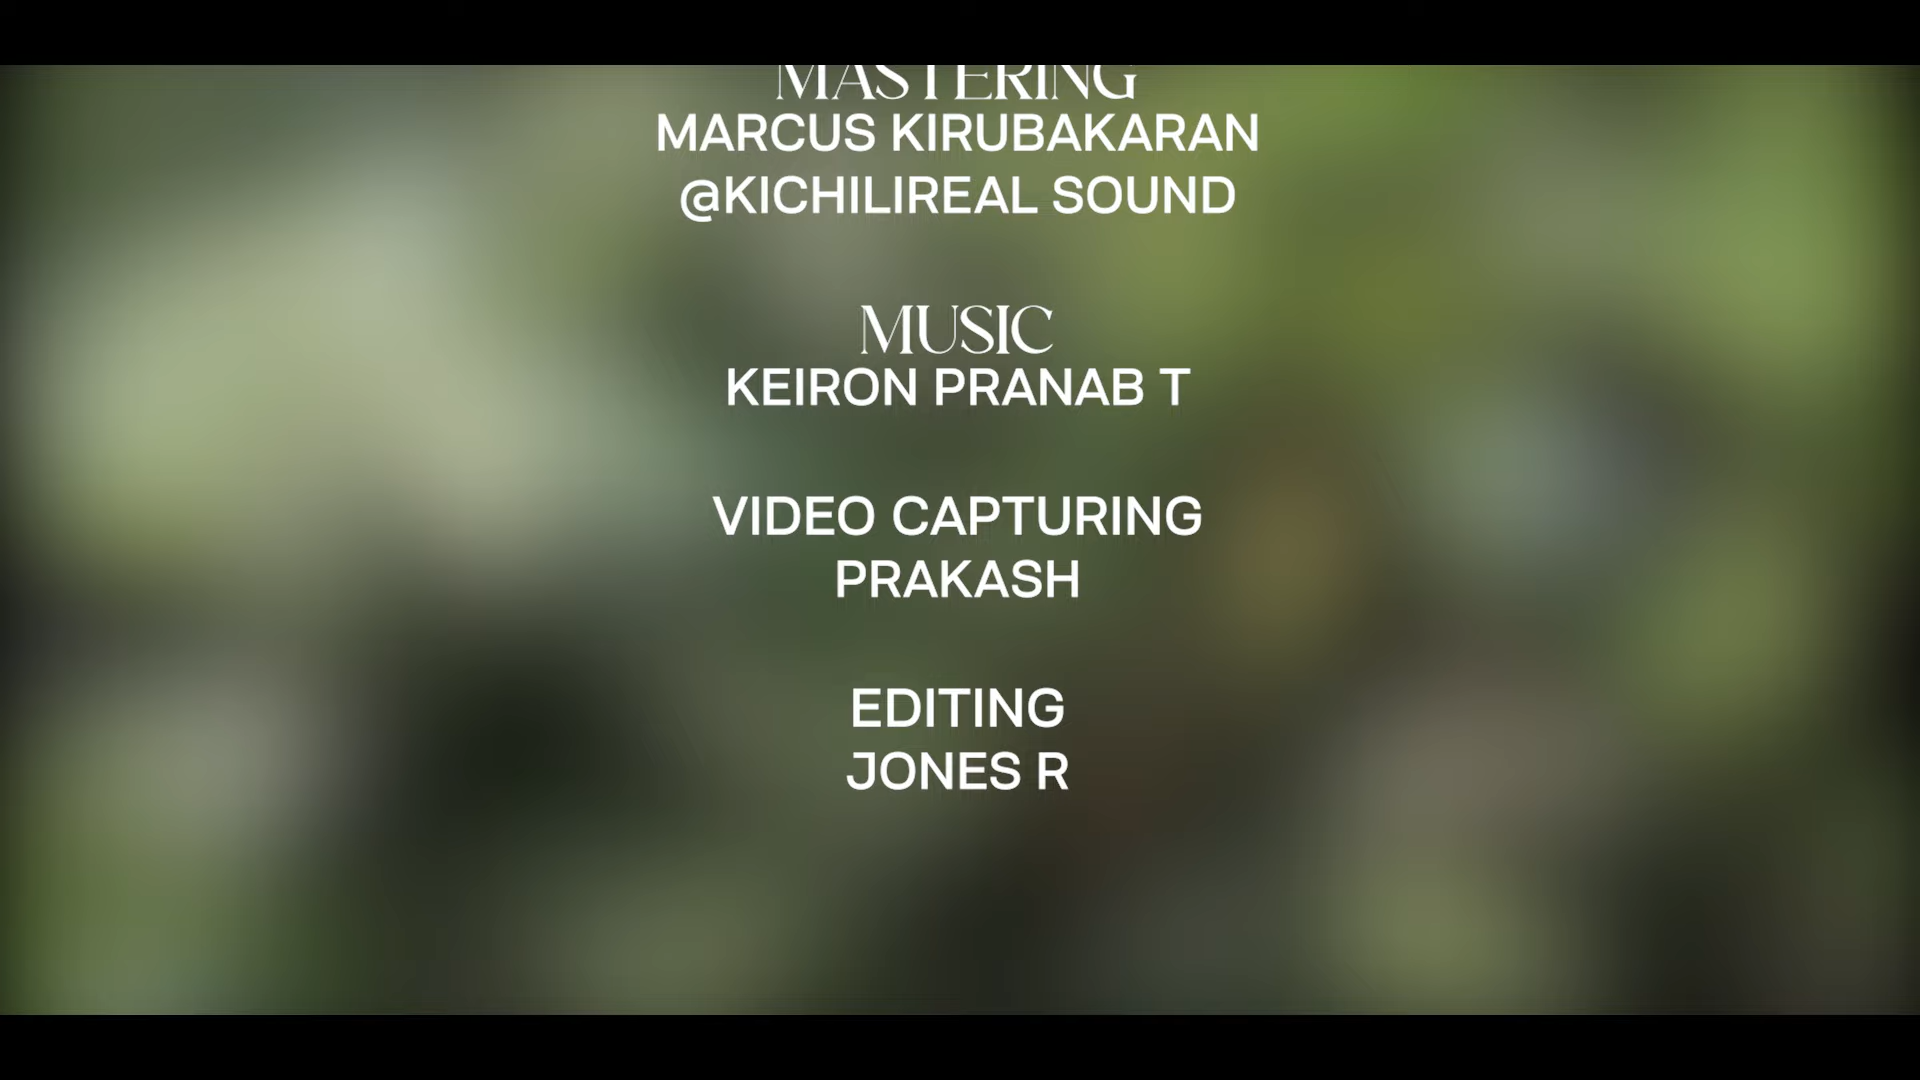 MASTERING
MARCUS KIRUBAKARAN
@KICHILIREAL SOUND
MUSIC
KEIRON PRANAB T
VIDEO CAPTURING
PRAKASH
EDITING
JONES R